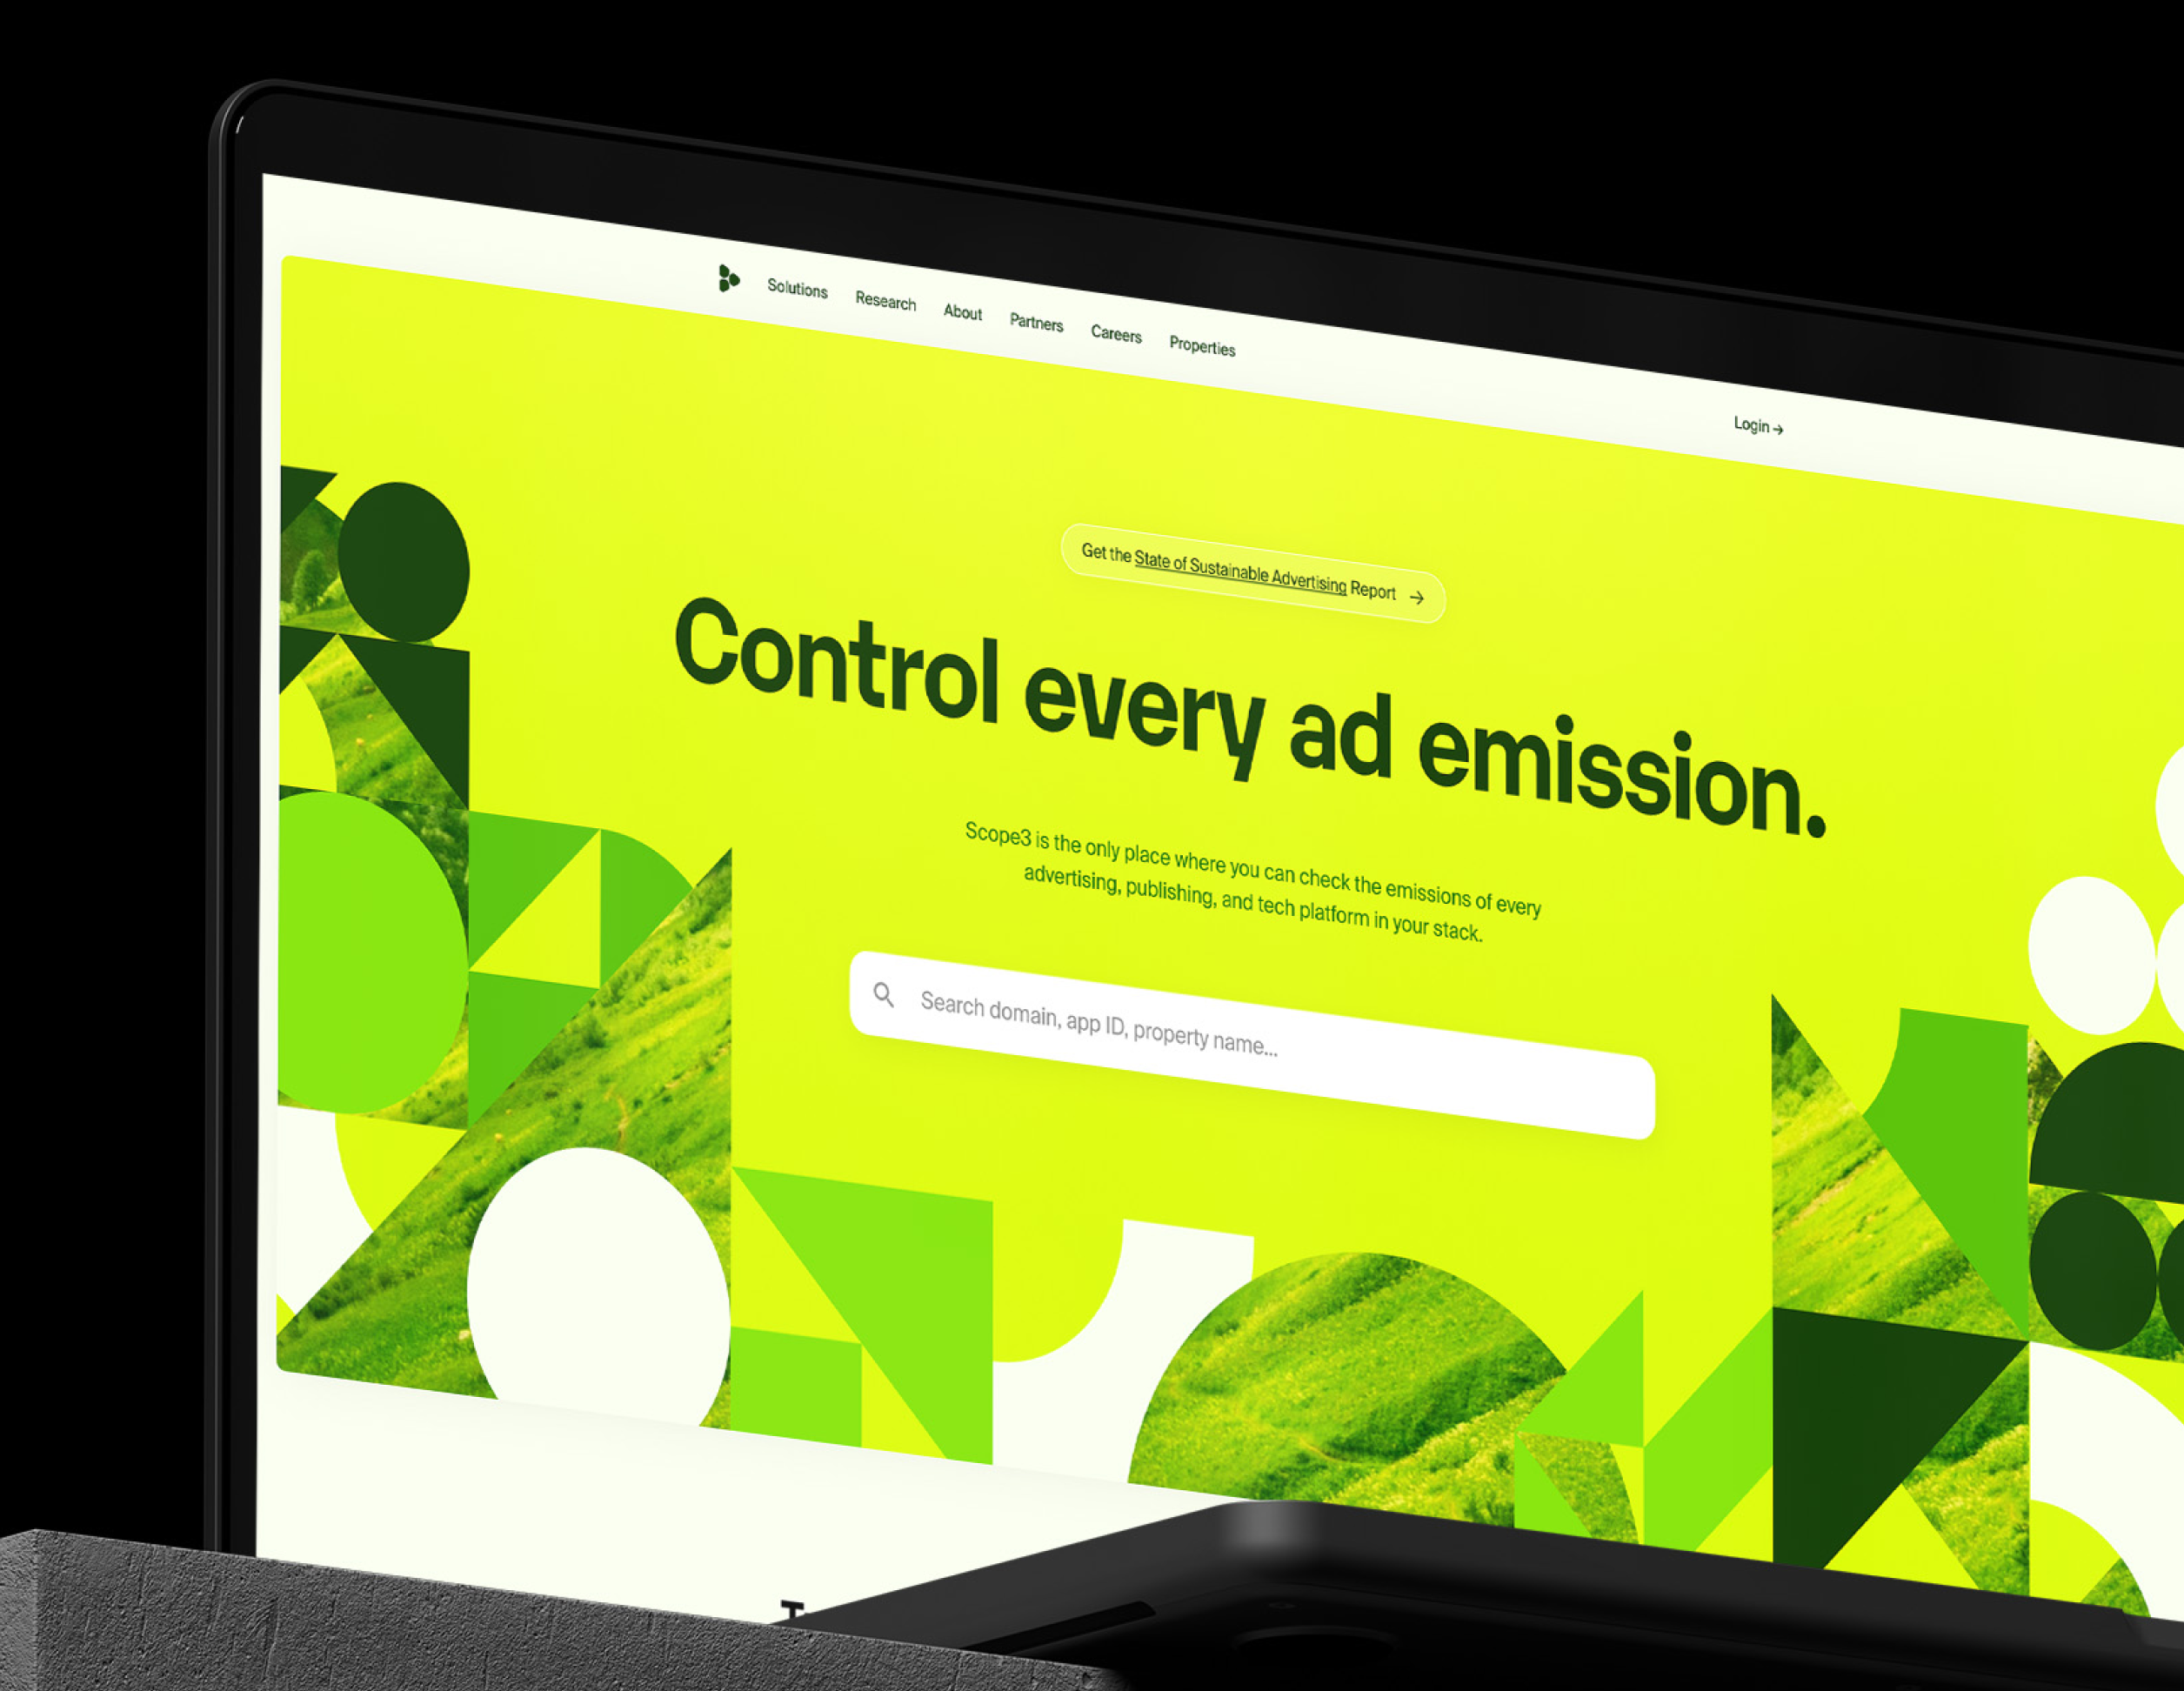 Solutions Research About Partners Careers Properties
Login →
Get the State of Sustainable Advertising Report →
Control every ad emission.
Scope3 is the only place where you can check the emissions of every
advertising, publishing, and tech platform in your stack.
Search domain, app ID, property name...